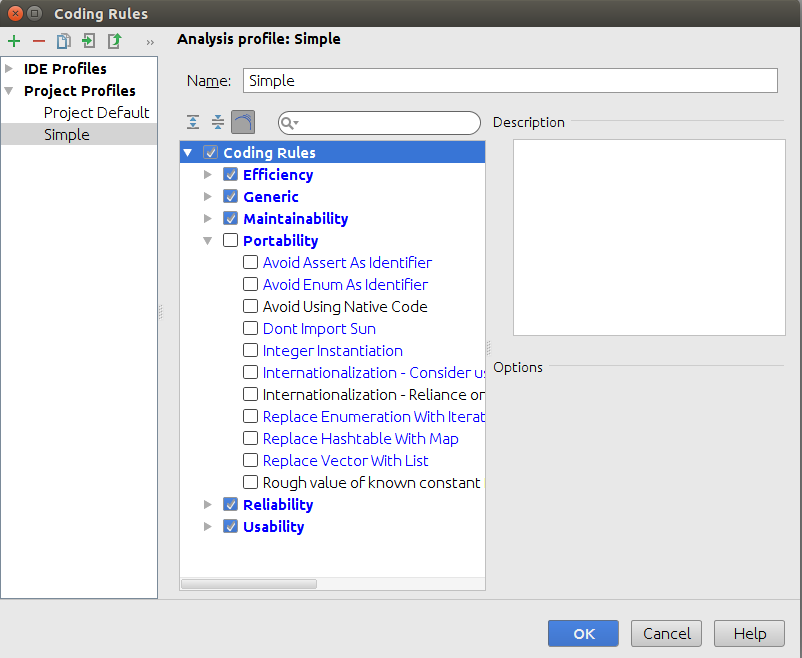 Coding Rules
Analysis profile: Simple
IDE Profiles
Project Profiles
Project Default
Simple
Name: Simple
Description
Coding Rules
Efficiency
Generic
Maintainability
Portability
Avoid Assert As Identifier
Avoid Enum As Identifier
Avoid Using Native Code
Dont Import Sun
Integer Instantiation
Internationalization - Consider us
Internationalization - Reliance on
Replace Enumeration With Iterat
Replace Hashtable With Map
Replace Vector With List
Rough value of known constant
Reliability
Usability
Options
OK
Cancel
Help